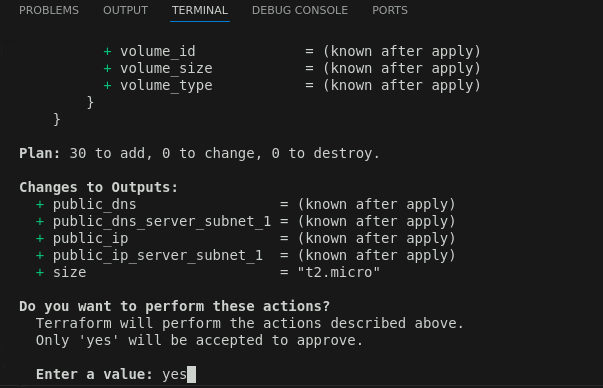 PROBLEMS OUTPUT TERMINAL DEBUG CONSOLE PORTS
+ volume_id = (known after apply)
+ volume_size = (known after apply)
+ volume_type = (known after apply)
}
}
Plan: 30 to add, 0 to change, 0 to destroy.
Changes to Outputs:
+ public_dns = (known after apply)
+ public_dns_server_subnet_1 = (known after apply)
+ public_ip = (known after apply)
+ public_ip_server_subnet_1 = (known after apply)
+ size = "t2.micro"
Do you want to perform these actions?
Terraform will perform the actions described above.
Only 'yes' will be accepted to approve.
Enter a value: yes